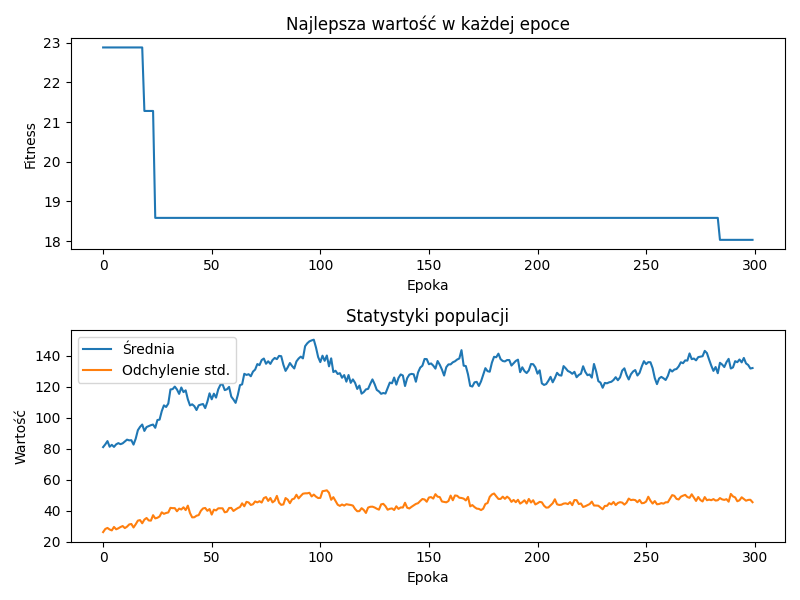 Najlepsza wartość w każdej epoce
23
22
21
20
19
18
Fitness
0 50 100 150 200 250 300
Epoka
Statystyki populacji
Średnia
Odchylenie std.
140
120
100
80
60
40
20
Wartość
0 50 100 150 200 250 300
Epoka